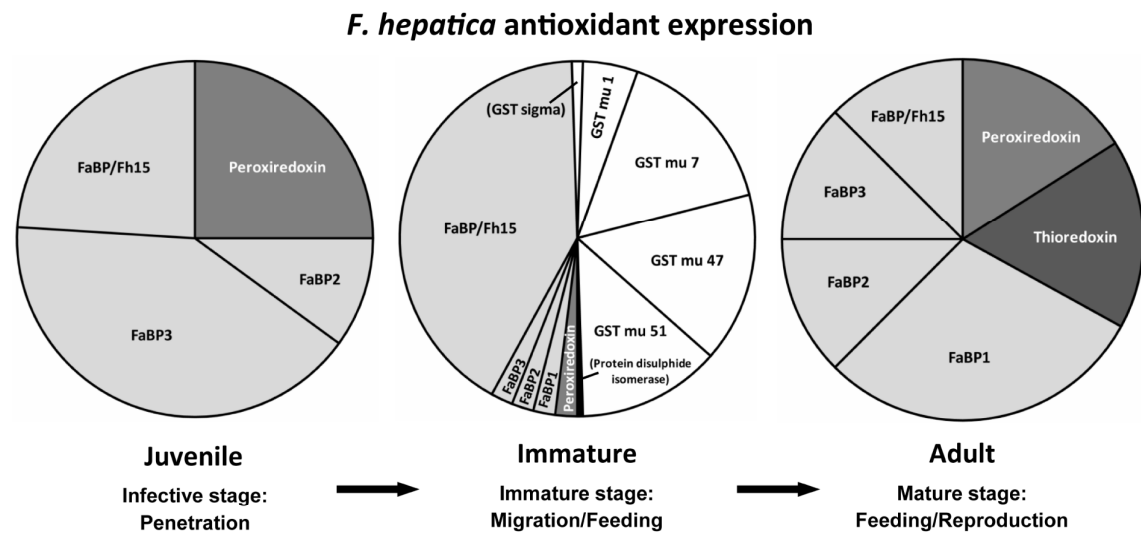 F. hepatica antioxidant expression
FaBP/Fh15
Peroxiredoxin
FaBP2
FaBP3
(GST sigma)
GST mu 1
GST mu 7
FaBP/Fh15
GST mu 47
GST mu 51
(Protein disulphide
isomerase)
Peroxiredoxin
FaBP1
FaBP2
FaBP3
FaBP/Fh15
Peroxiredoxin
FaBP3
Thioredoxin
FaBP2
FaBP1
Juvenile
Infective stage:
Penetration
Immature
Immature stage:
Migration/Feeding
Adult
Mature stage:
Feeding/Reproduction